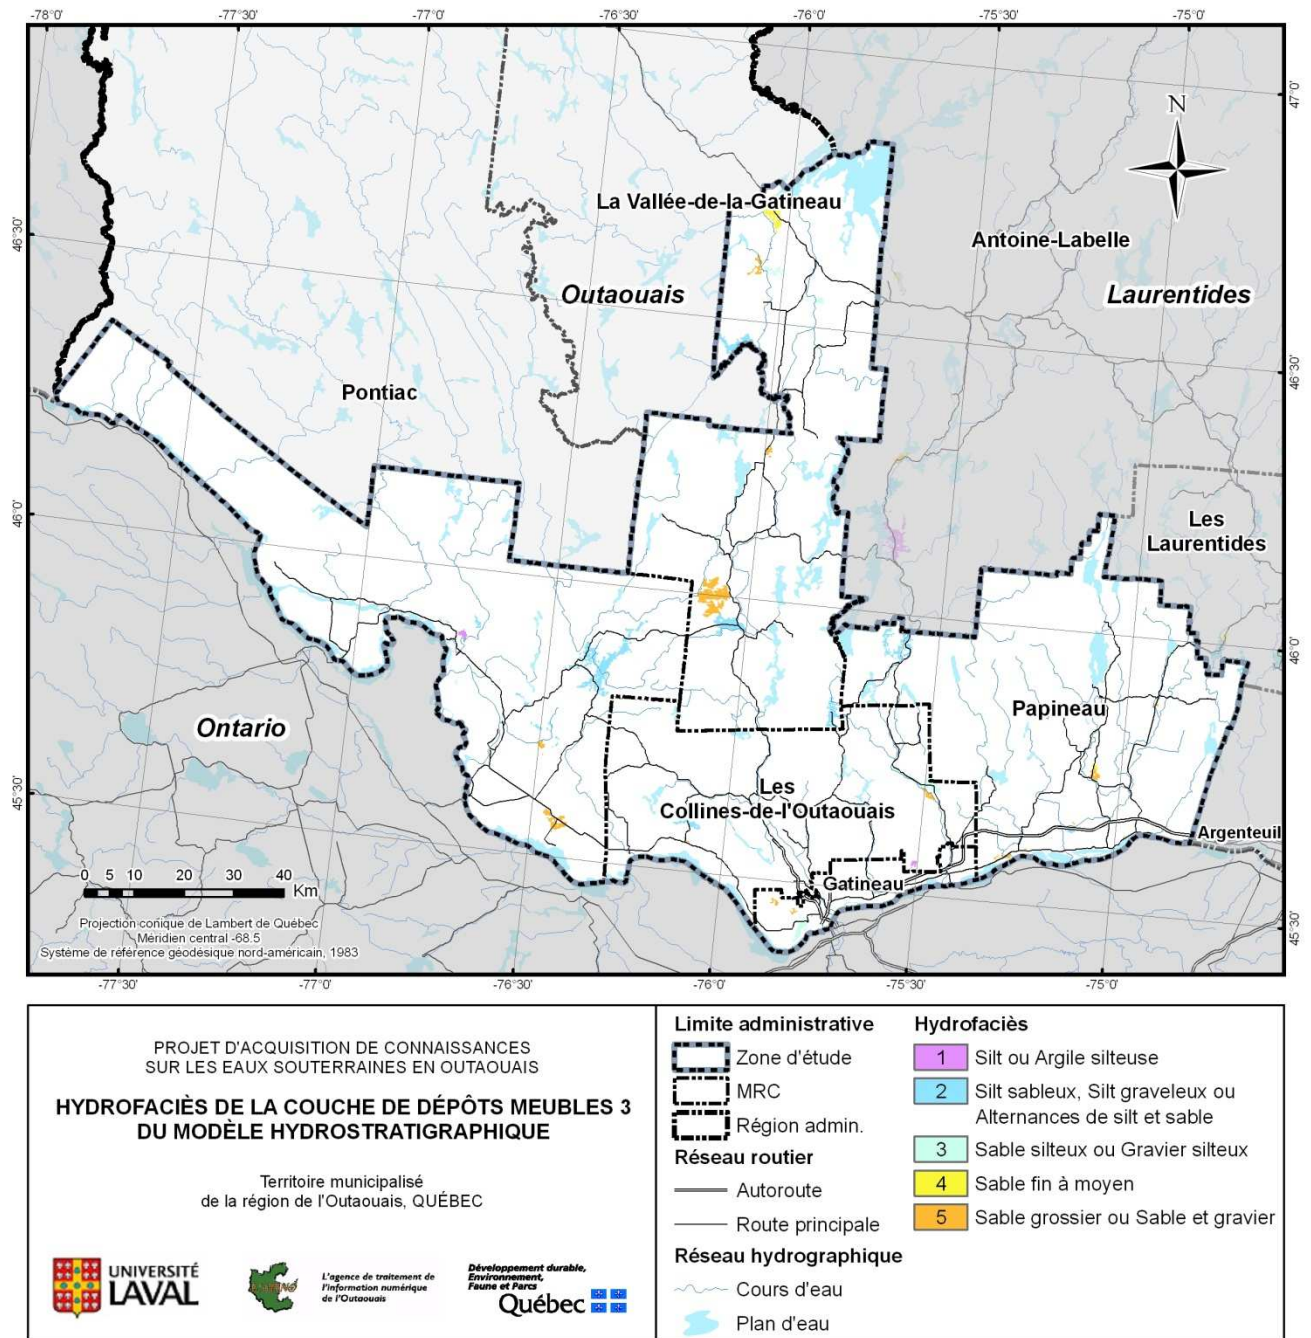 -78°0' -77°30' -77°0' -76°30' -76°0' -75°30' -75°0'
47°0'
N
La Vallée-de-la-Gatineau
Antoine-Labelle
46°30'
Outaouais
Laurentides
46°30'
Pontiac
46°0'
Les
Laurentides
46°0'
Papineau
Ontario
45°30'
Les
Collines-de-l'Outaouais
Argenteuil
Gatineau
0 5 10 20 30 40
Km
45°30'
Projection conique de Lambert de Québec
Méridien central -68.5
Système de référence géodésique nord-américain, 1983
-77°30' -77°0' -76°30' -76°0' -75°30' -75°0'
PROJET D'ACQUISITION DE CONNAISSANCES
SUR LES EAUX SOUTERRAINES EN OUTAOUAIS
HYDROFACIÈS DE LA COUCHE DE DÉPÔTS MEUBLES 3
DU MODÈLE HYDROSTRATIGRAPHIQUE
Territoire municipalisé
de la région de l'Outaouais, QUÉBEC
UNIVERSITÉ
LAVAL
L'agence de traitement de
l'information numérique
de l'Outaouais
Développement durable,
Environnement,
Faune et Parcs
Québec
Limite administrative
Zone d'étude
MRC
Région admin.
Réseau routier
Autoroute
Route principale
Réseau hydrographique
Cours d'eau
Plan d'eau
Hydrofaciès
1 Silt ou Argile silteuse
2 Silt sableux, Silt graveleux ou
Alternances de silt et sable
3 Sable silteux ou Gravier silteux
4 Sable fin à moyen
5 Sable grossier ou Sable et gravier